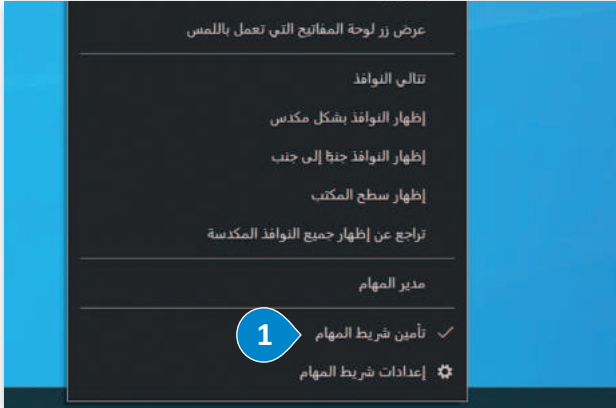 عرض زر لوحة المفاتيح التي تعمل باللمس
تتالي النوافذ
إظهار النوافذ بشكل مكدس
إظهار النوافذ جنبًا إلى جنب
إظهار سطح المكتب
تراجع عن إظهار جميع النوافذ المكدسة
مدير المهام
تأمين شريط المهام
1
إعدادات شريط المهام